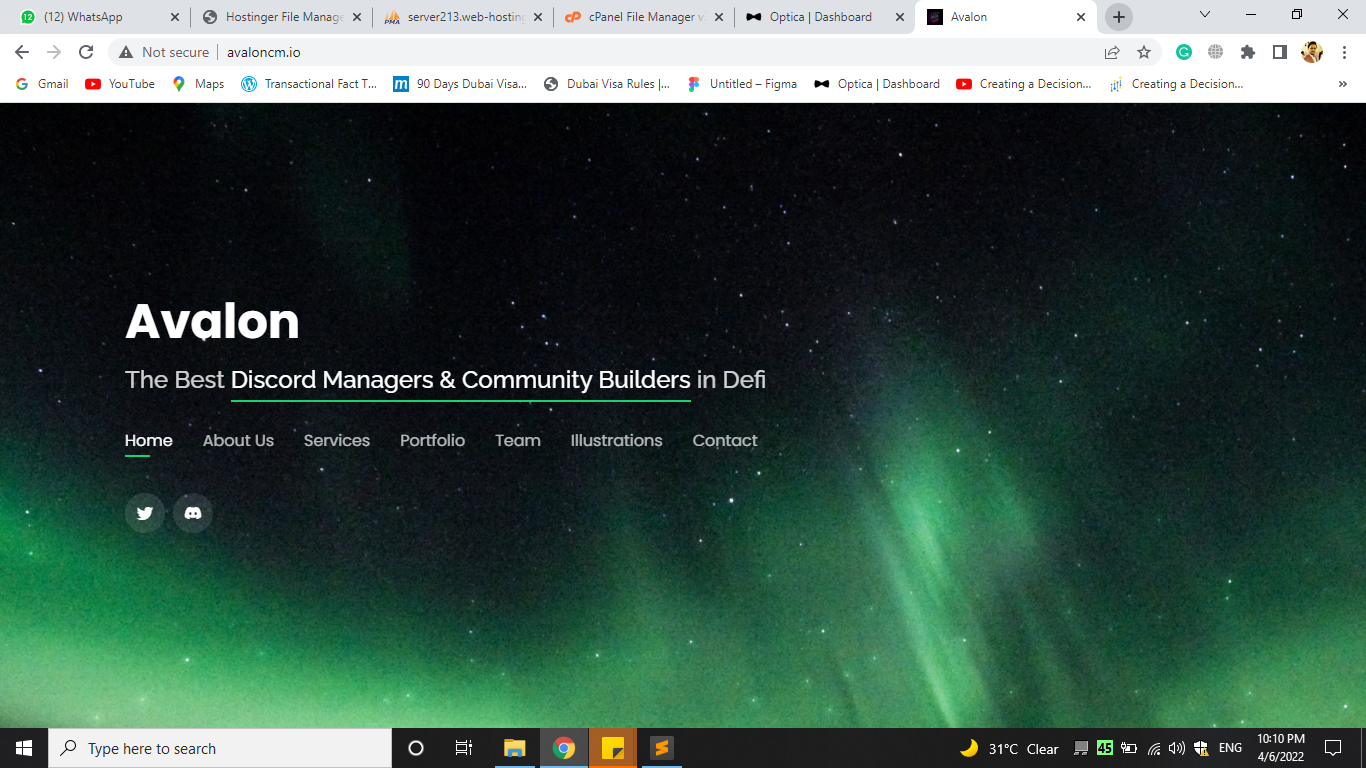 (12) WhatsApp
Hostinger File Manage
server213.web-hosting
cPanel File Manager v
Optica | Dashboard
Avalon
Not secure
avaloncm.io
Gmail
YouTube
Maps
Transactional Fact T...
90 Days Dubai Visa...
Dubai Visa Rules |...
Untitled – Figma
Optica | Dashboard
Creating a Decision...
Creating a Decision...
»
Avalon
The Best Discord Managers & Community Builders in Defi
Home About Us Services Portfolio Team Illustrations Contact
Type here to search
31°C Clear
45
ENG
10:10 PM
4/6/2022